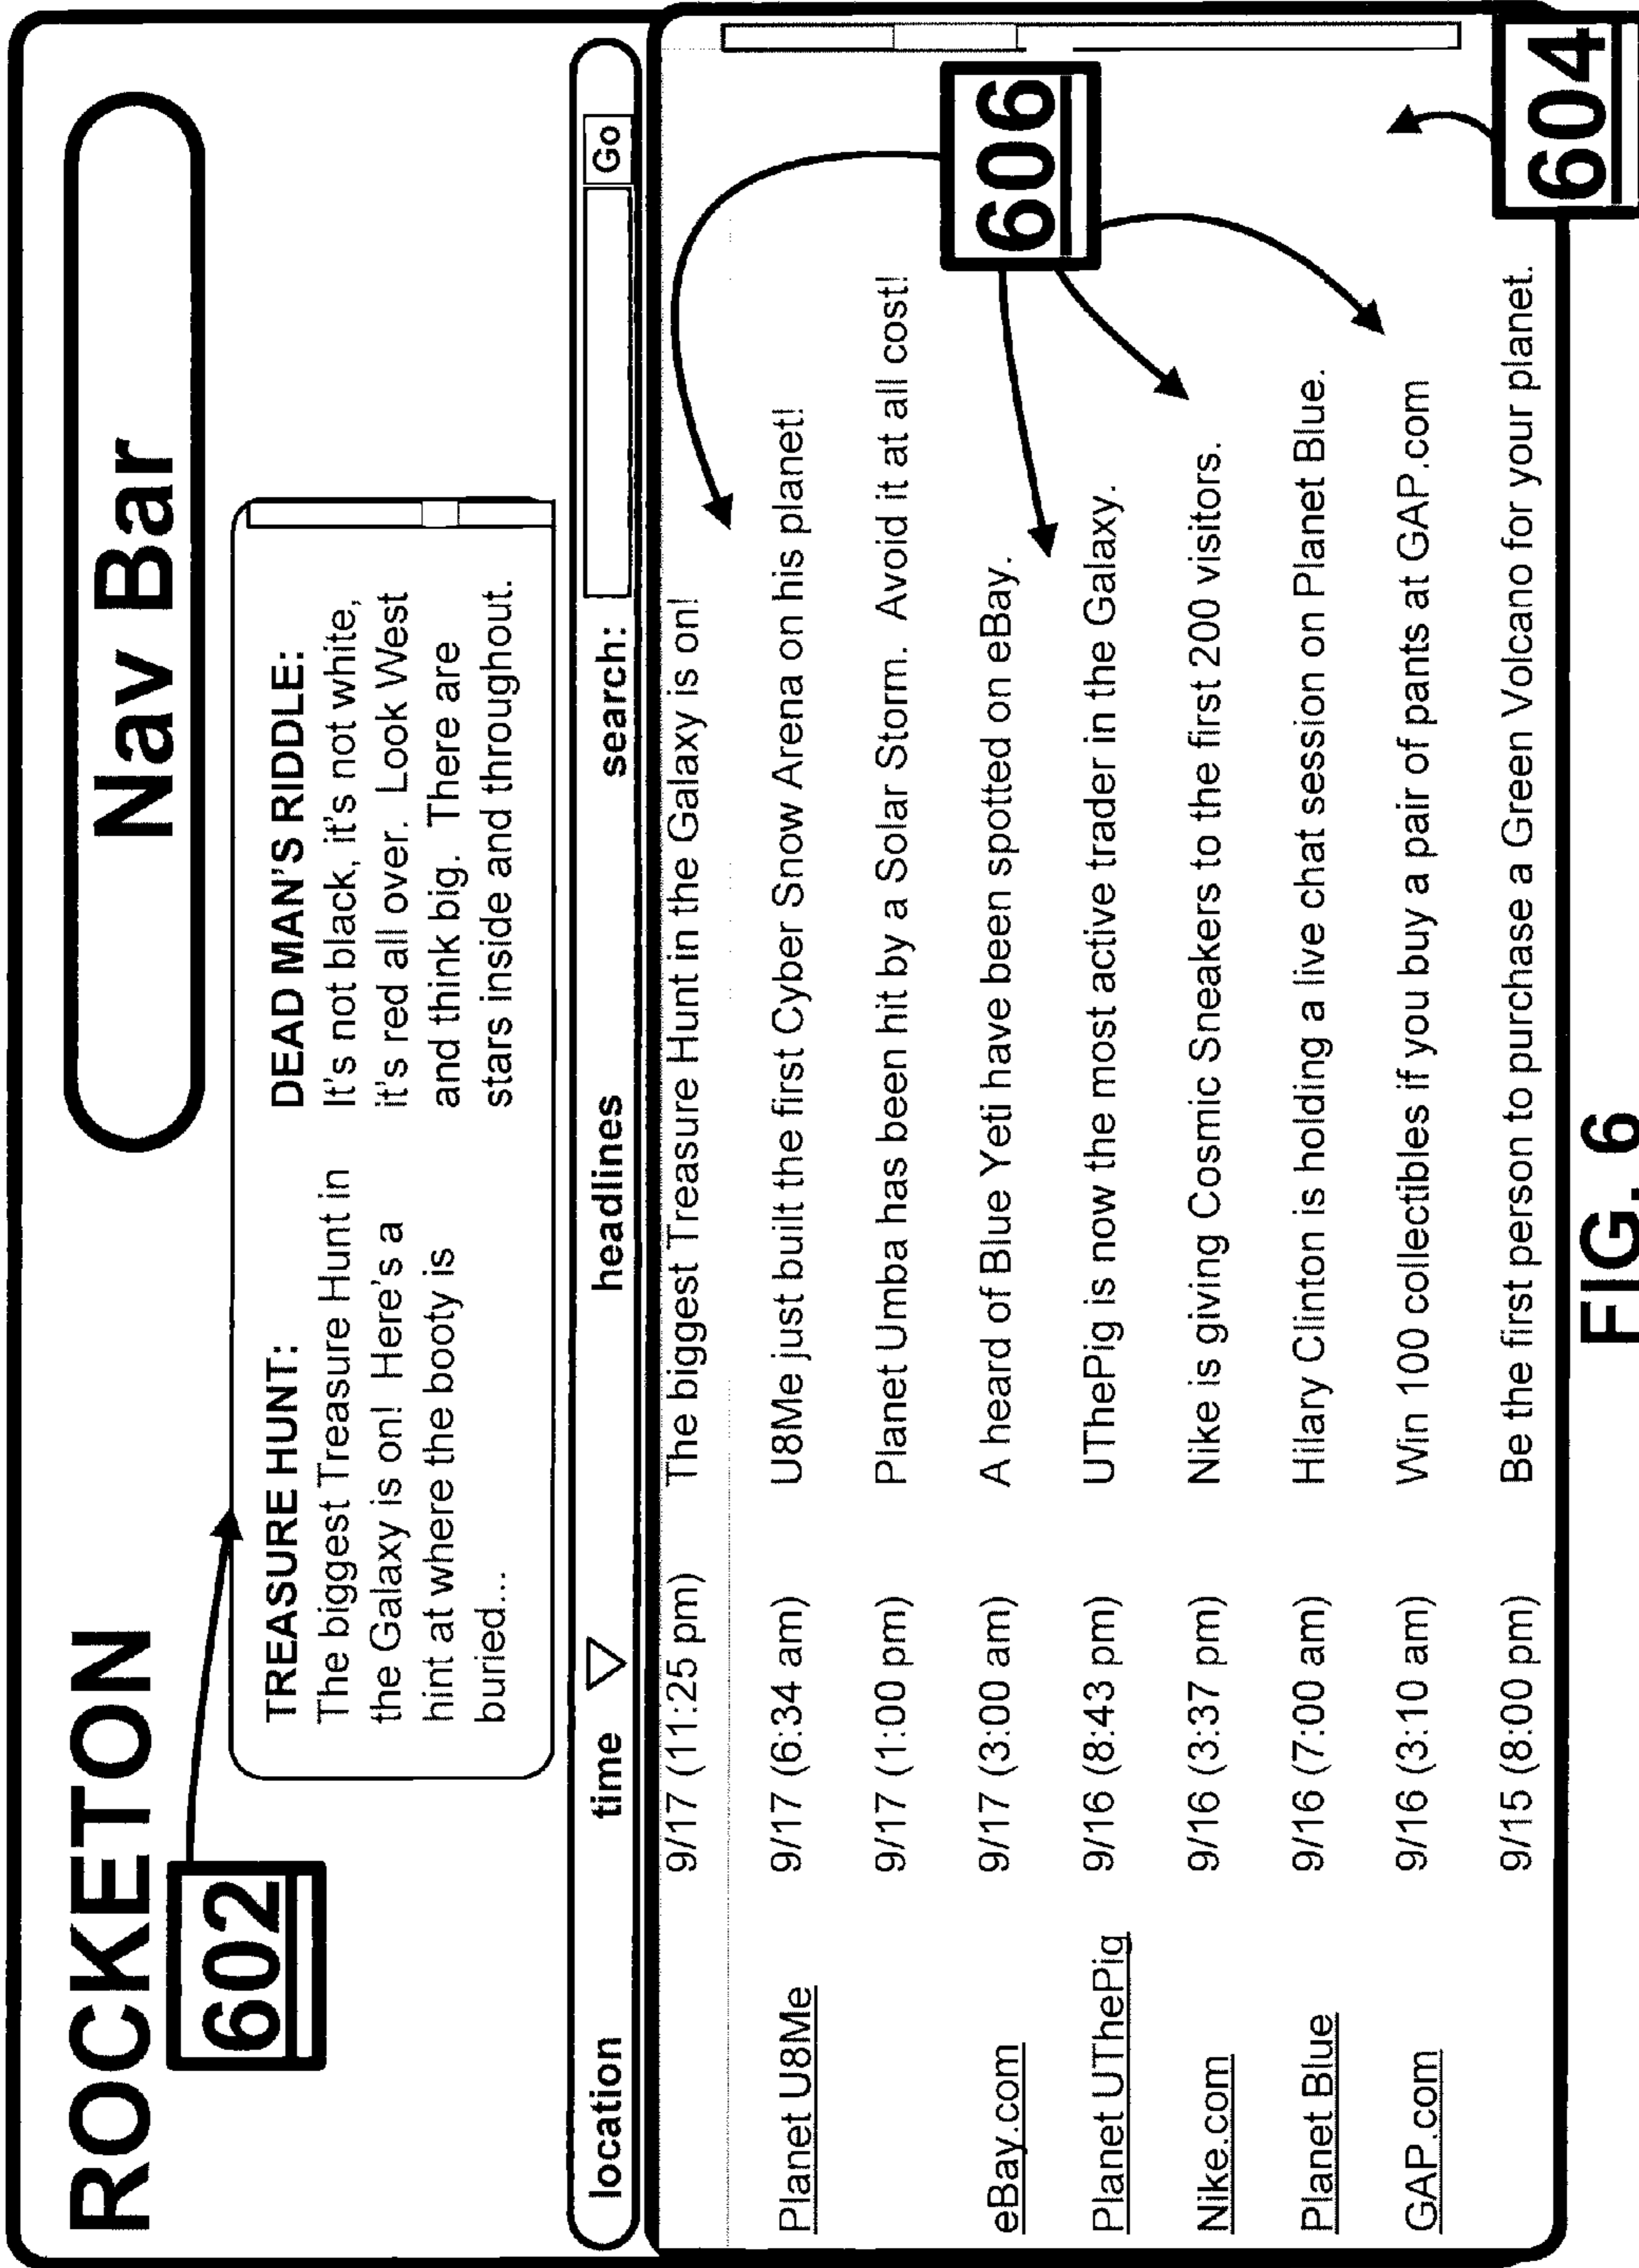 ROCKETON
Nav Bar
602
TREASURE HUNT:
The biggest Treasure Hunt in
the Galaxy is on! Here's a
hint at where the booty is
buried...
DEAD MAN'S RIDDLE:
It's not black, it's not white,
it's red all over. Look West
and think big. There are
stars inside and throughout.
location time headlines search: Go
9/17 (11:25 pm) The biggest Treasure Hunt in the Galaxy is on!
Planet U8Me 9/17 (6:34 am) U8Me just built the first Cyber Snow Arena on his planet!
9/17 (1:00 pm) Planet Umba has been hit by a Solar Storm. Avoid it at all cost!
eBay.com 9/17 (3:00 am) A heard of Blue Yeti have been spotted on eBay.
Planet UThePig 9/16 (8:43 pm) UThePig is now the most active trader in the Galaxy.
Nike.com 9/16 (3:37 pm) Nike is giving Cosmic Sneakers to the first 200 visitors.
Planet Blue 9/16 (7:00 am) Hilary Clinton is holding a live chat session on Planet Blue.
GAP.com 9/16 (3:10 am) Win 100 collectibles if you buy a pair of pants at GAP.com
9/15 (8:00 pm) Be the first person to purchase a Green Volcano for your planet.
606
604
FIG. 6